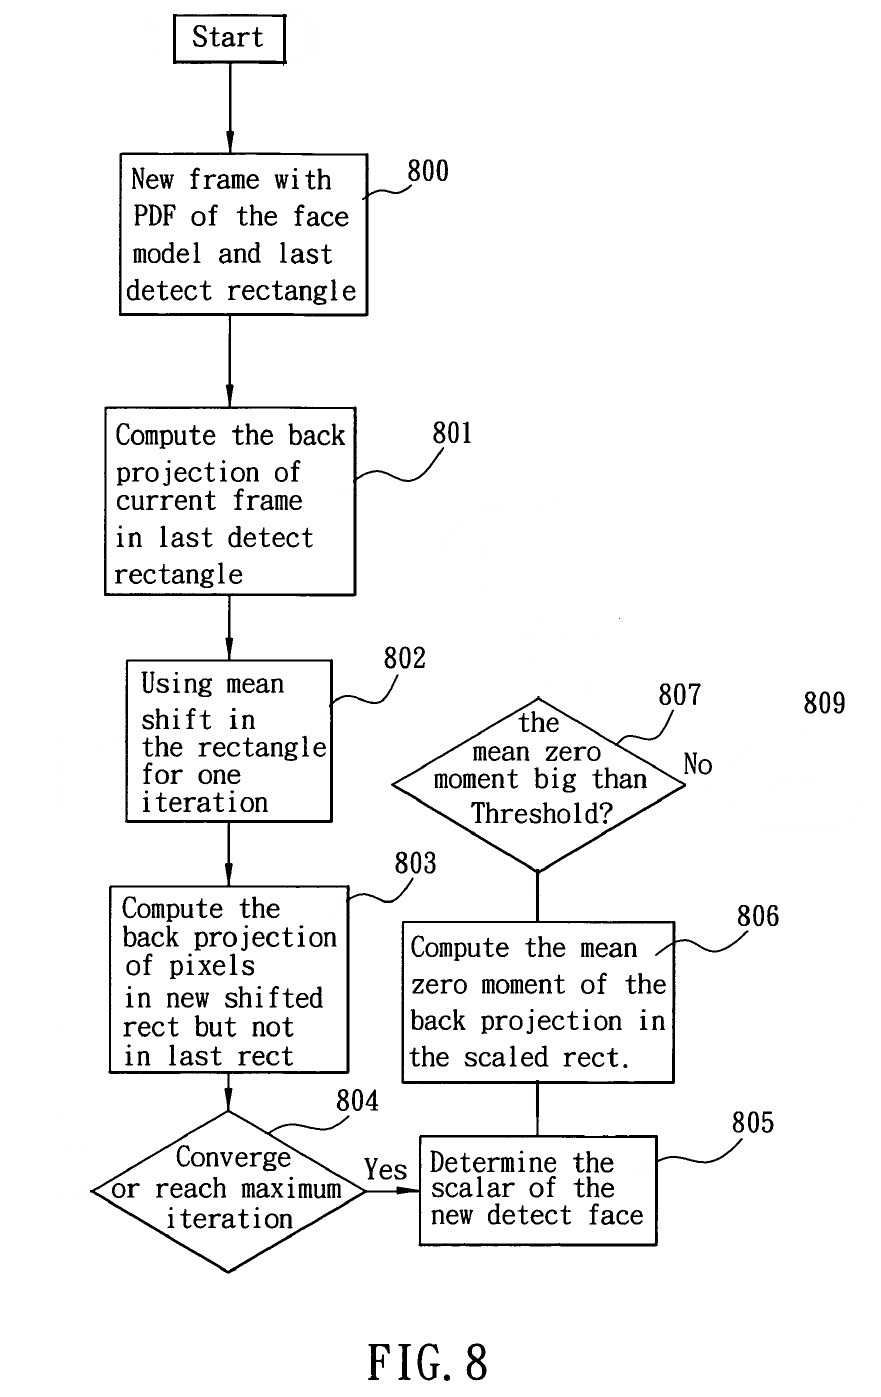 Start
800
New frame with
PDF of the face
model and last
detect rectangle
801
Compute the back
projection of
current frame
in last detect
rectangle
802
Using mean
shift in
the rectangle
for one
iteration
803
Compute the
back projection
of pixels
in new shifted
rect but not
in last rect
804
Converge
or reach maximum
iteration
Yes
805
Determine the
scalar of the
new detect face
806
Compute the mean
zero moment of the
back projection in
the scaled rect.
807
the
mean zero
moment big than
Threshold?
No
809
FIG. 8